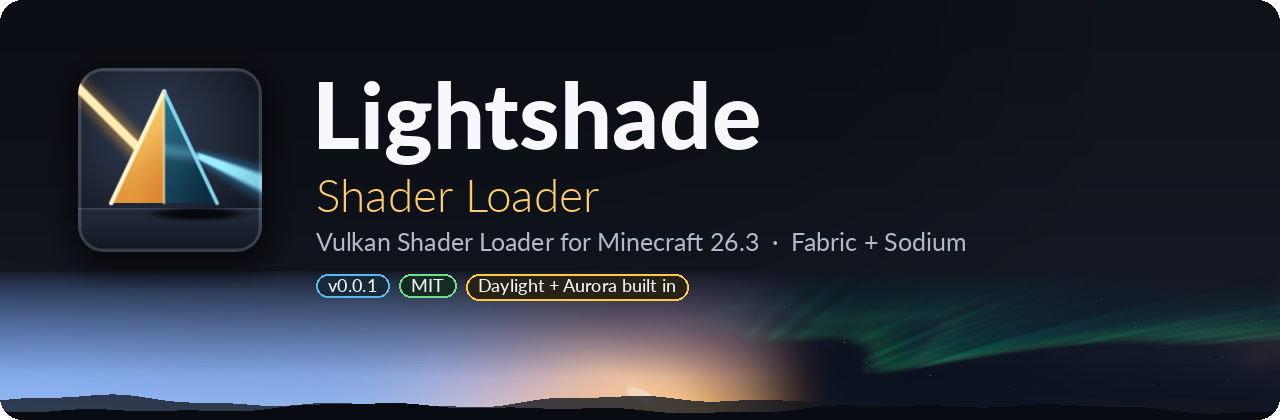 Lightshade
Shader Loader
Vulkan Shader Loader for Minecraft 26.3 · Fabric + Sodium
v0.0.1 MIT Daylight + Aurora built in